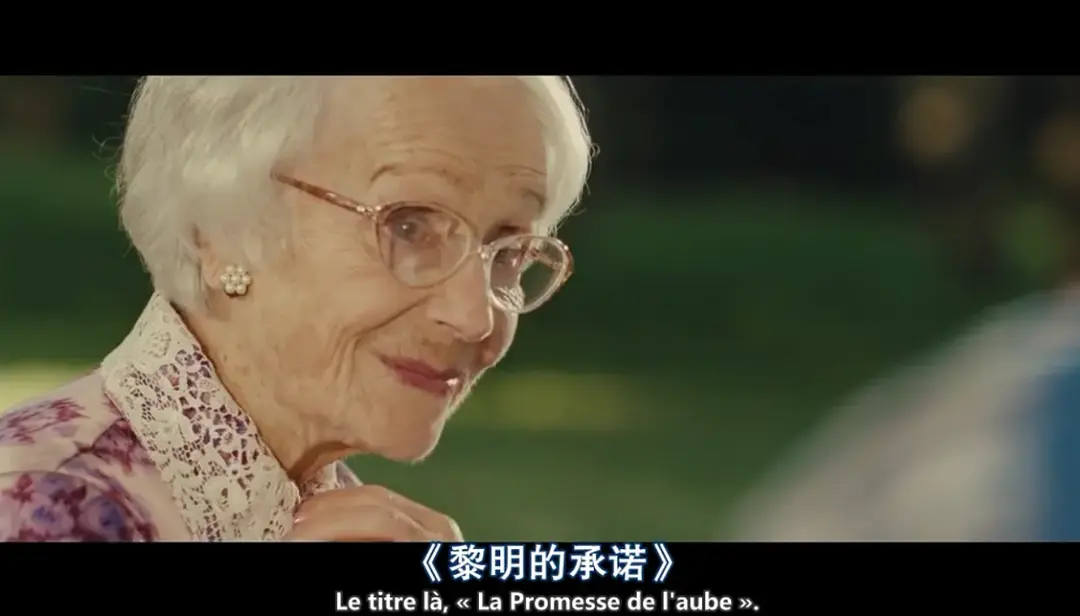 《黎明的承诺》
Le titre là, « La Promesse de l'aube ».